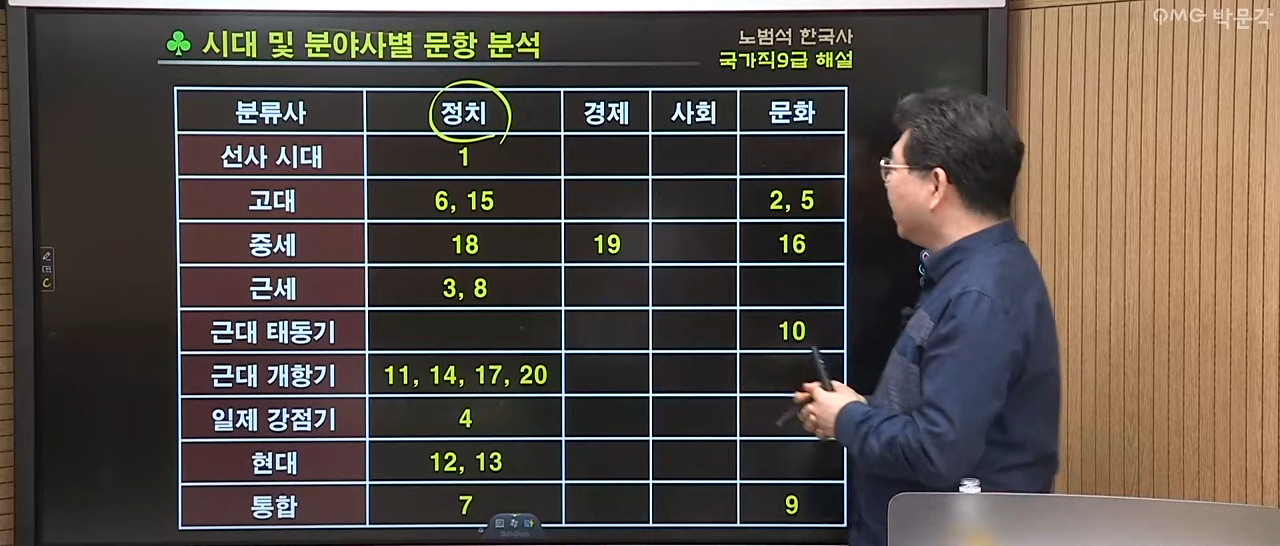 OMG 박문각
♣ 시대 및 분야사별 문항 분석
노범석 한국사
국가직9급 해설
분류사 정치 경제 사회 문화
선사 시대 1
고대 6, 15 2, 5
중세 18 19 16
근세 3, 8
근대 태동기 10
근대 개항기 11, 14, 17, 20
일제 강점기 4
현대 12, 13
통합 7 9